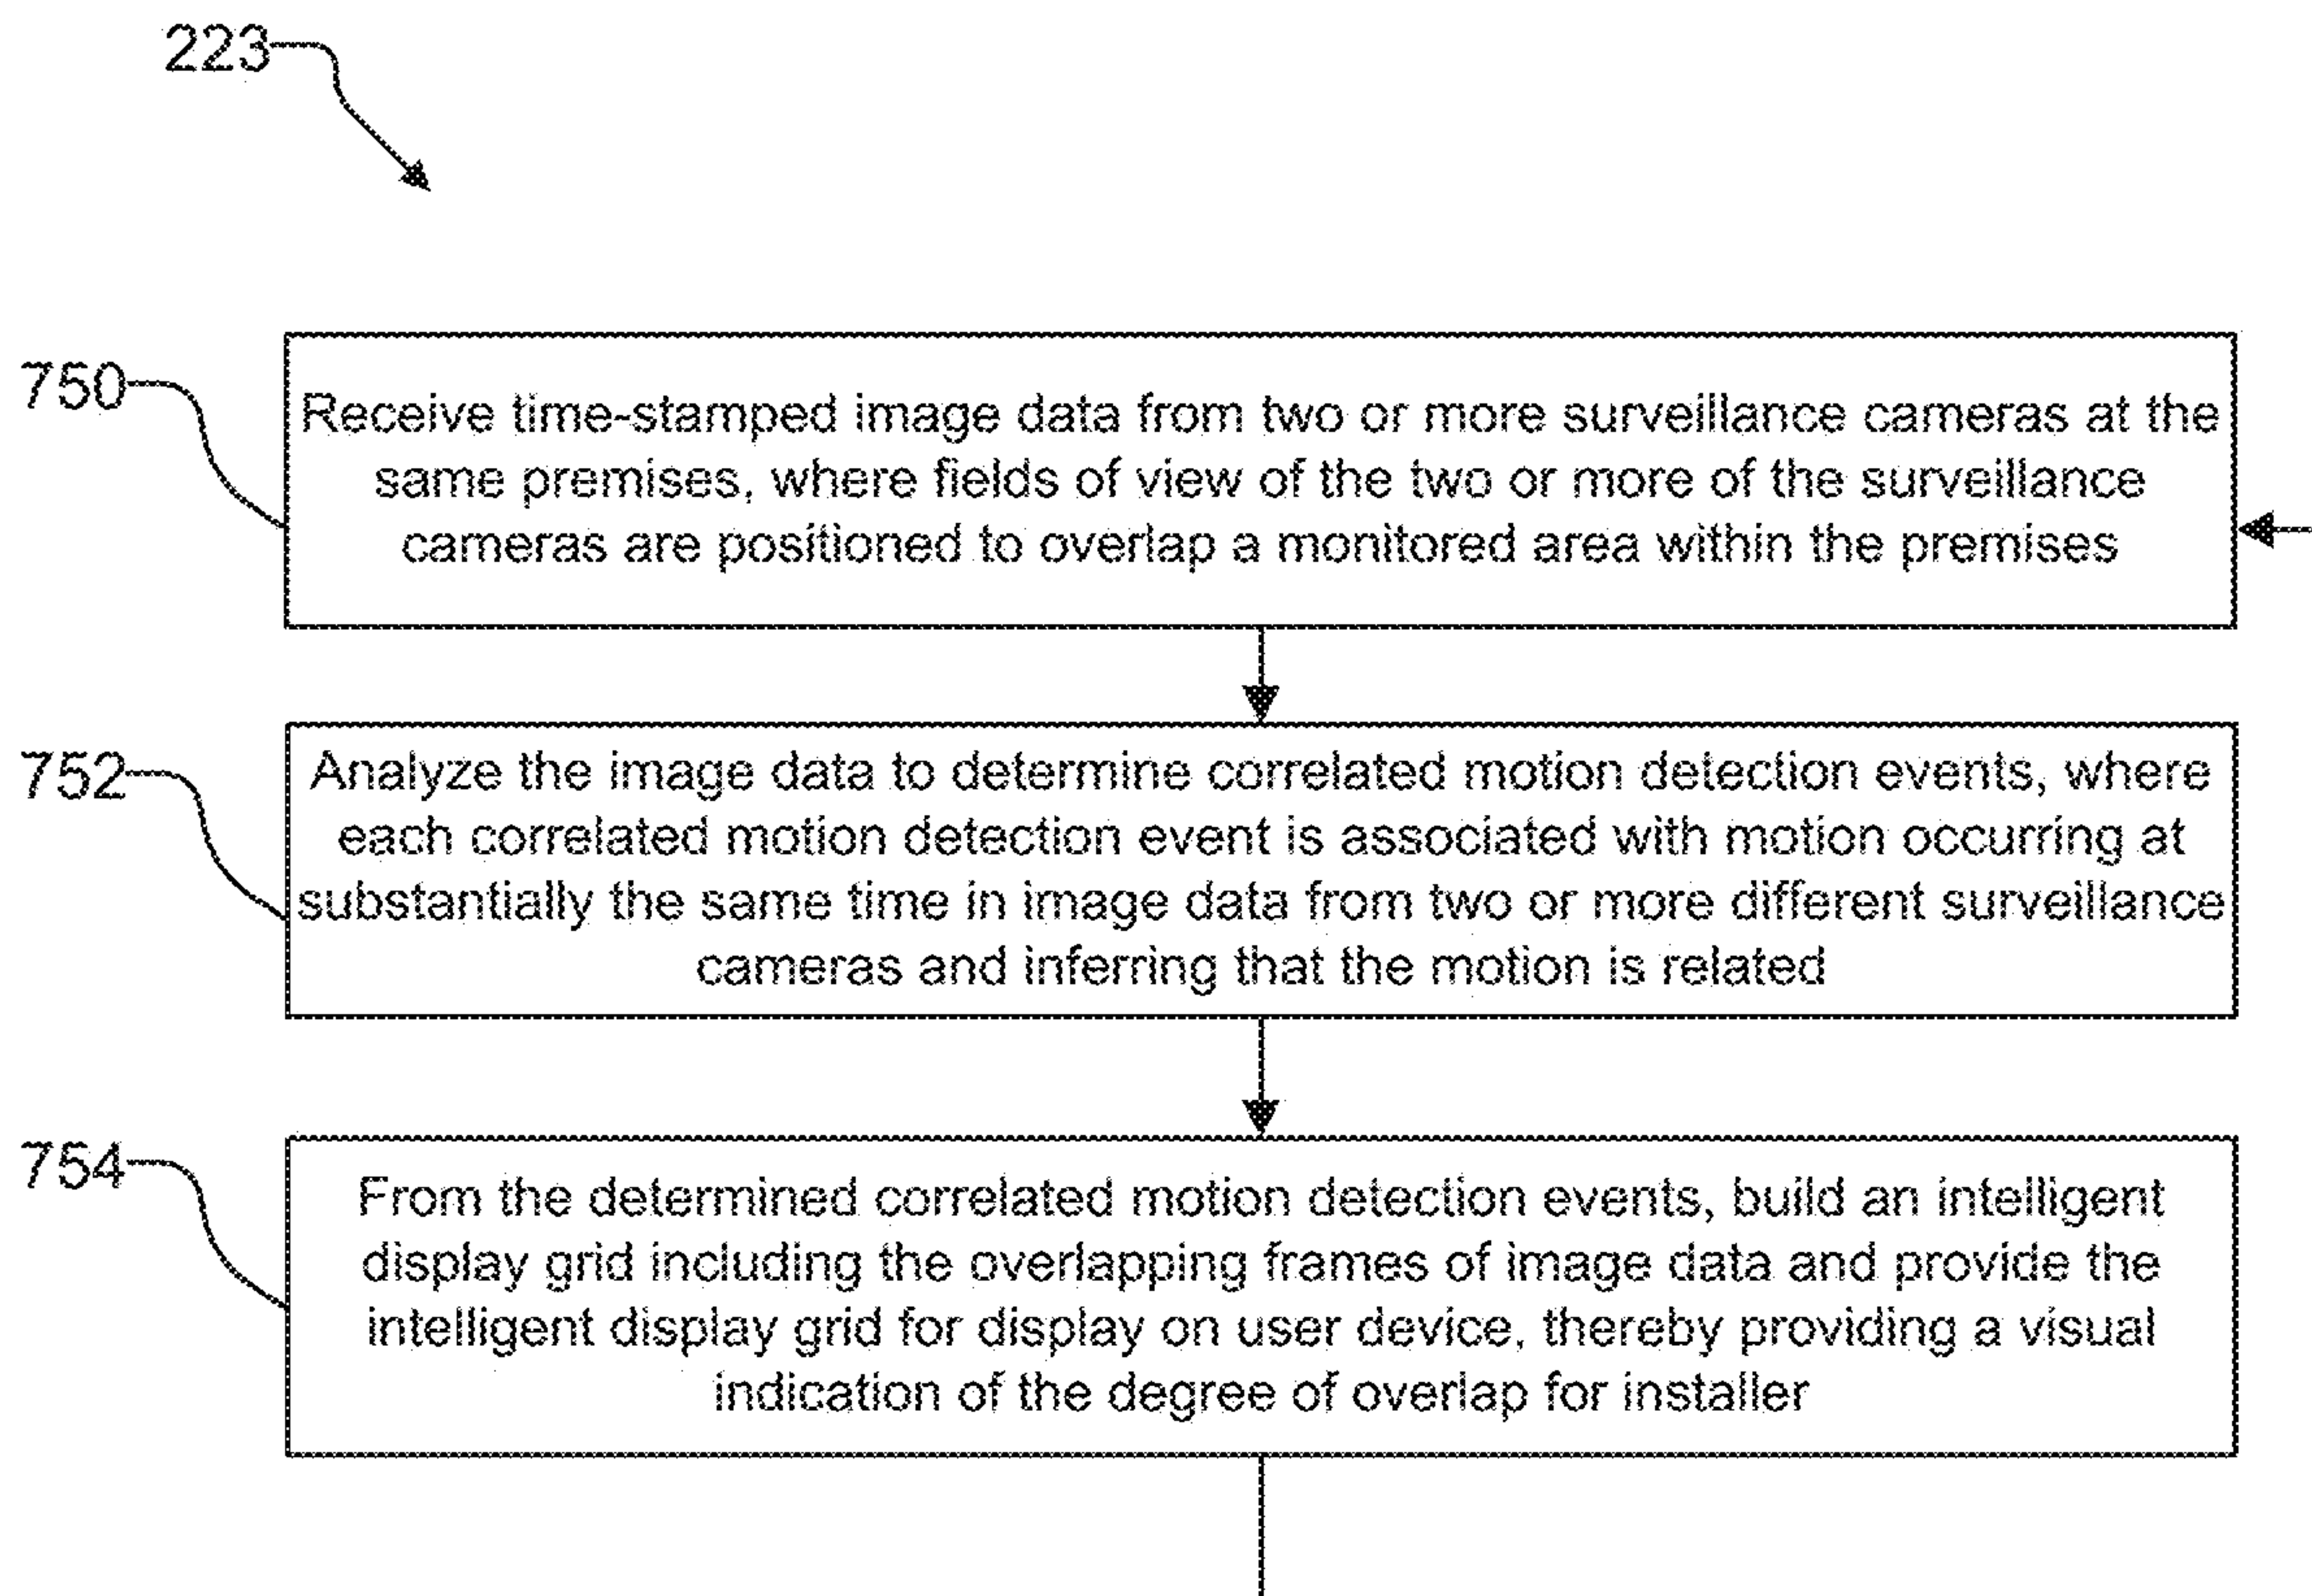 223
750
Receive time-stamped image data from two or more surveillance cameras at the
same premises, where fields of view of the two or more of the surveillance
cameras are positioned to overlap a monitored area within the premises
752
Analyze the image data to determine correlated motion detection events, where
each correlated motion detection event is associated with motion occurring at
substantially the same time in image data from two or more different surveillance
cameras and inferring that the motion is related
754
From the determined correlated motion detection events, build an intelligent
display grid including the overlapping frames of image data and provide the
intelligent display grid for display on user device, thereby providing a visual
indication of the degree of overlap for installer